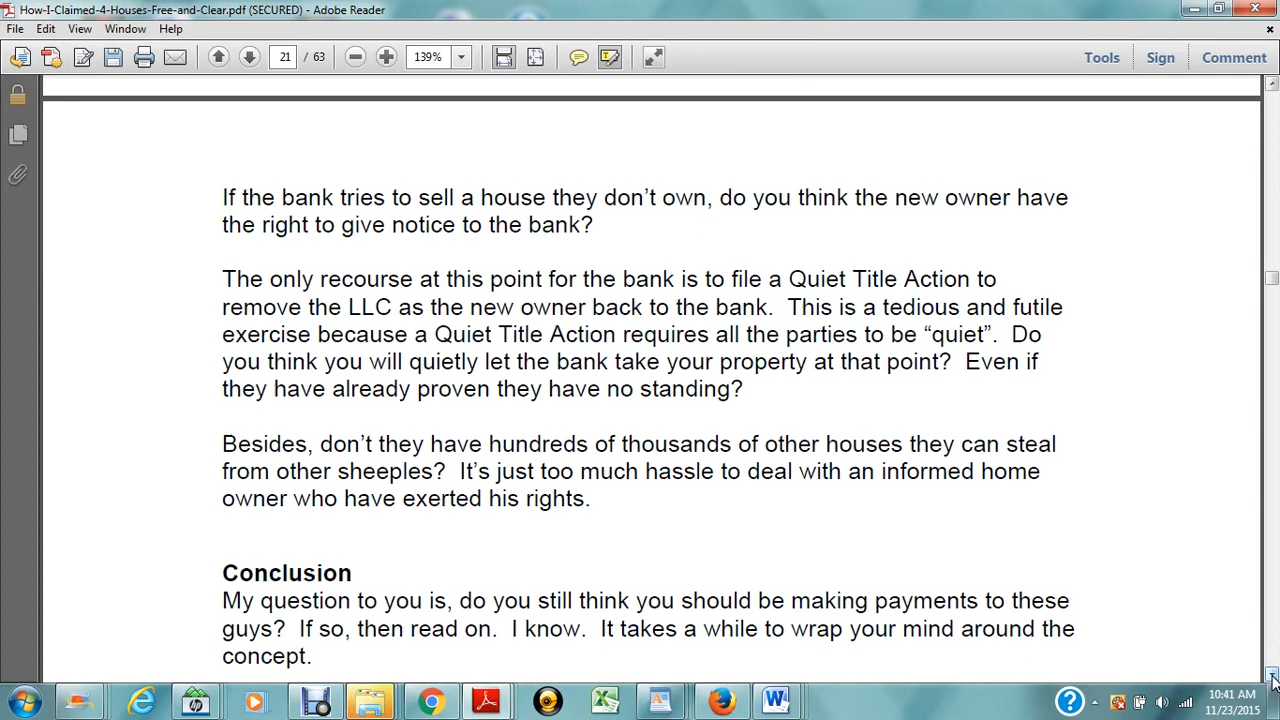 How-I-Claimed-4-Houses-Free-and-Clear.pdf (SECURED) - Adobe Reader
File Edit View Window Help
21 / 63 139% Tools Sign Comment
If the bank tries to sell a house they don’t own, do you think the new owner have
the right to give notice to the bank?
The only recourse at this point for the bank is to file a Quiet Title Action to
remove the LLC as the new owner back to the bank. This is a tedious and futile
exercise because a Quiet Title Action requires all the parties to be “quiet”. Do
you think you will quietly let the bank take your property at that point? Even if
they have already proven they have no standing?
Besides, don’t they have hundreds of thousands of other houses they can steal
from other sheeples? It’s just too much hassle to deal with an informed home
owner who have exerted his rights.
Conclusion
My question to you is, do you still think you should be making payments to these
guys? If so, then read on. I know. It takes a while to wrap your mind around the
concept.
10:41 AM
11/23/2015